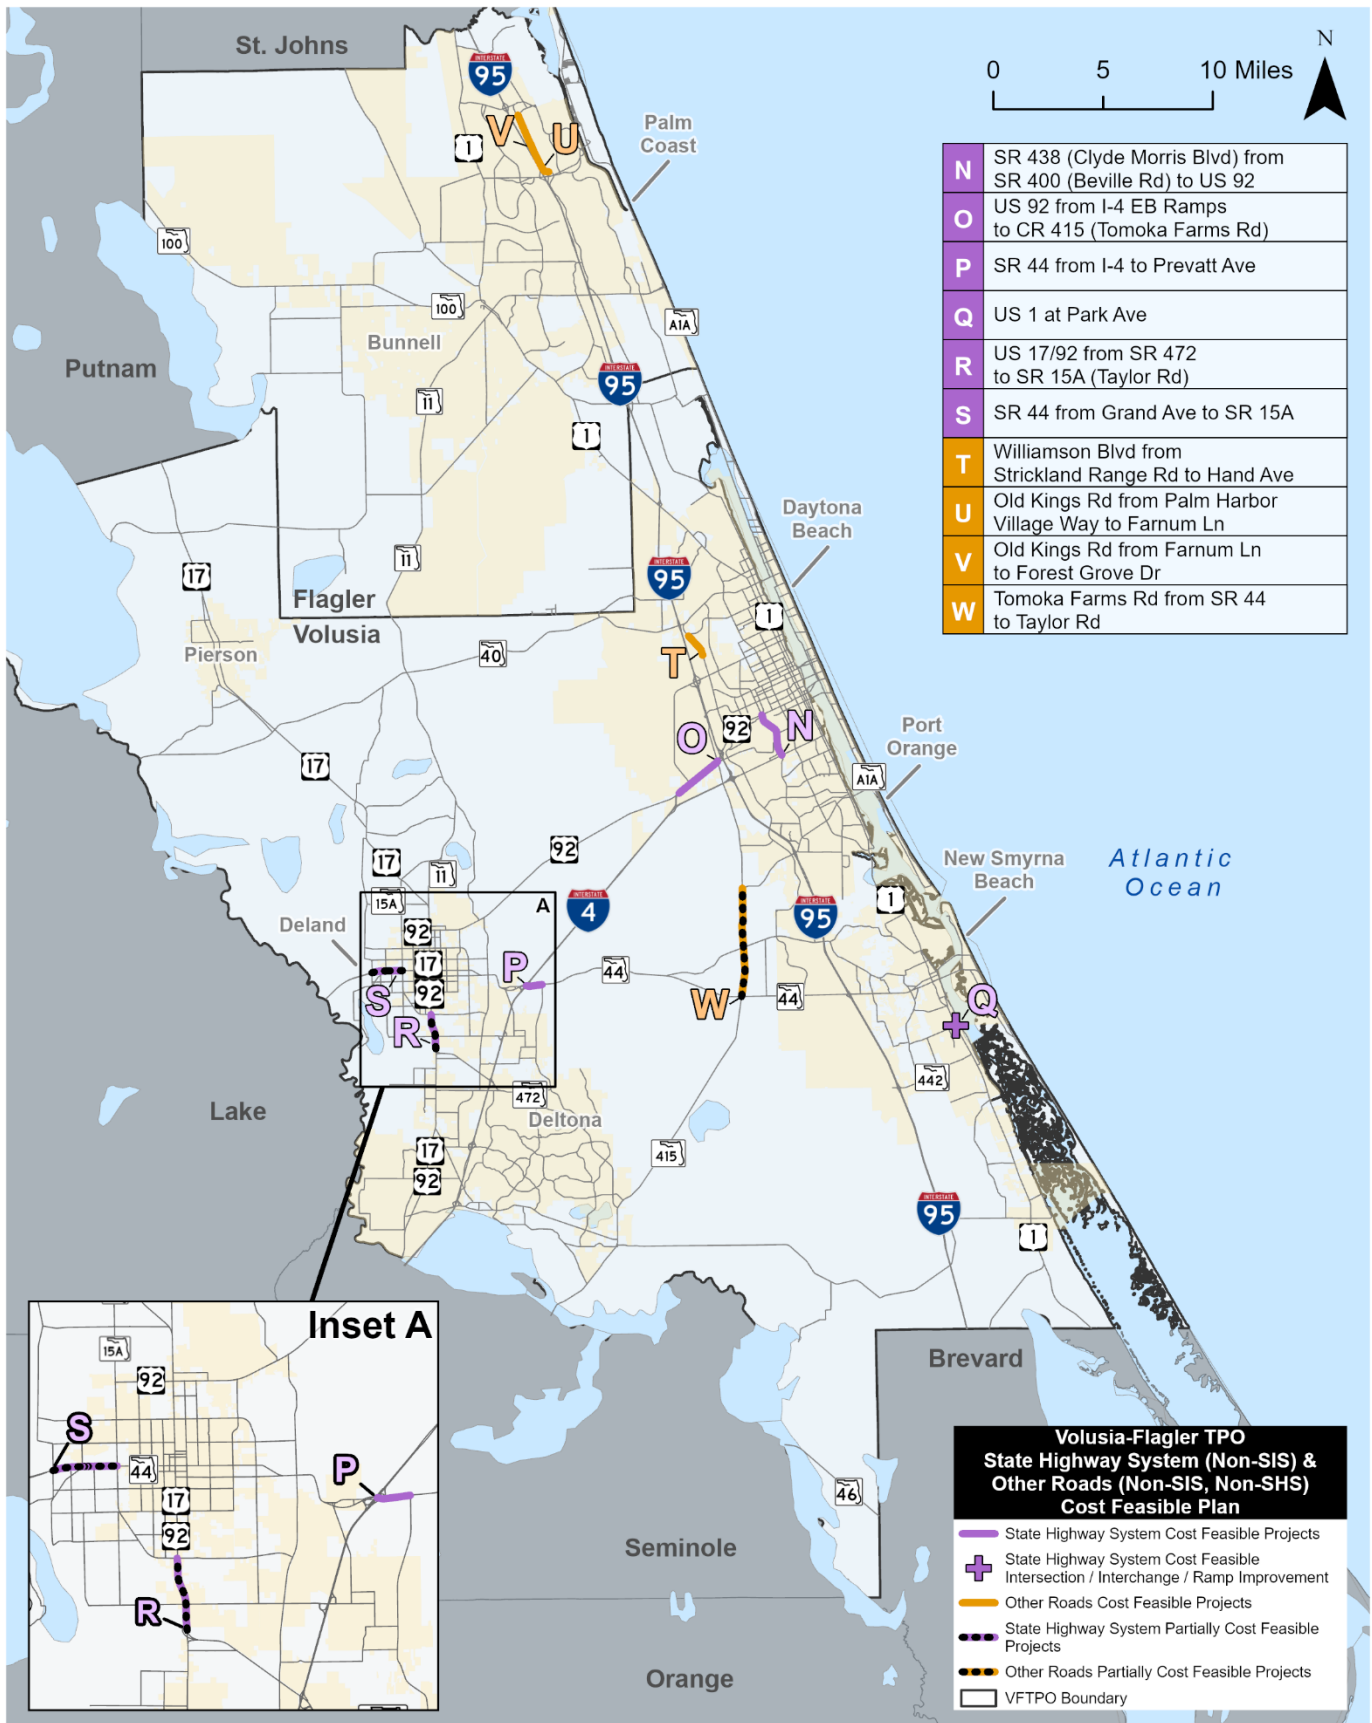 St. Johns
INTERSTATE
95
N
0 5 10 Miles
1
V U
Palm
Coast
N SR 438 (Clyde Morris Blvd) from
SR 400 (Beville Rd) to US 92
O US 92 from I-4 EB Ramps
to CR 415 (Tomoka Farms Rd)
P SR 44 from I-4 to Prevatt Ave
Q US 1 at Park Ave
R US 17/92 from SR 472
to SR 15A (Taylor Rd)
S SR 44 from Grand Ave to SR 15A
T Williamson Blvd from
Strickland Range Rd to Hand Ave
U Old Kings Rd from Palm Harbor
Village Way to Farnum Ln
V Old Kings Rd from Farnum Ln
to Forest Grove Dr
W Tomoka Farms Rd from SR 44
to Taylor Rd
100
100
A1A
Bunnell
Putnam
INTERSTATE
95
11
1
Daytona
Beach
11
17
INTERSTATE
95
Flagler
Volusia
1
Pierson
40
T
92
N
O
Port
Orange
17
A1A
92
17
11
New Smyrna
Beach
Atlantic
Ocean
15A
A
INTERSTATE
4
1
INTERSTATE
95
Deland
92
17
P
44
S
92
W
44
Q
R
442
472
Lake
Deltona
17
415
92
INTERSTATE
95
1
Inset A
15A
92
S
P
44
17
92
R
Brevard
46
Seminole
Orange
Volusia-Flagler TPO
State Highway System (Non-SIS) &
Other Roads (Non-SIS, Non-SHS)
Cost Feasible Plan
State Highway System Cost Feasible Projects
State Highway System Cost Feasible
Intersection / Interchange / Ramp Improvement
Other Roads Cost Feasible Projects
State Highway System Partially Cost Feasible
Projects
Other Roads Partially Cost Feasible Projects
VFTPO Boundary